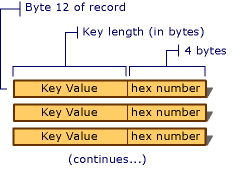 Byte 12 of record
Key length (in bytes)
4 bytes
Key Value hex number
Key Value hex number
Key Value hex number
(continues...)